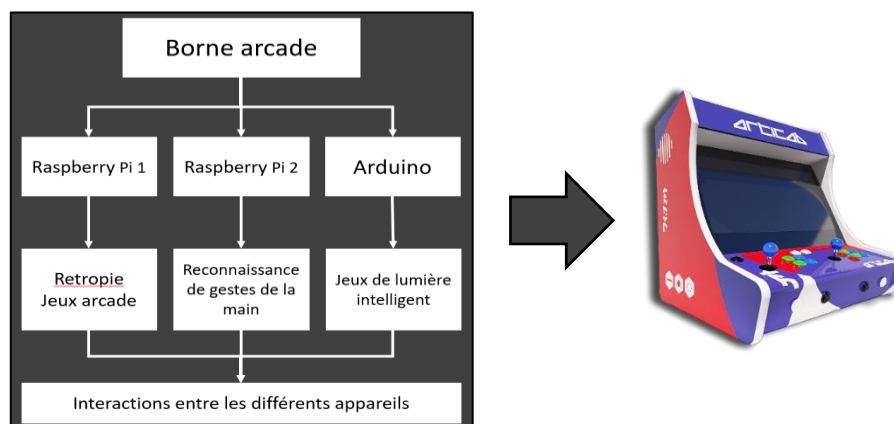 Borne arcade
Raspberry Pi 1
Raspberry Pi 2
Arduino
Retropie
Jeux arcade
Reconnaissance
de gestes de la
main
Jeux de lumière
intelligent
Interactions entre les différents appareils